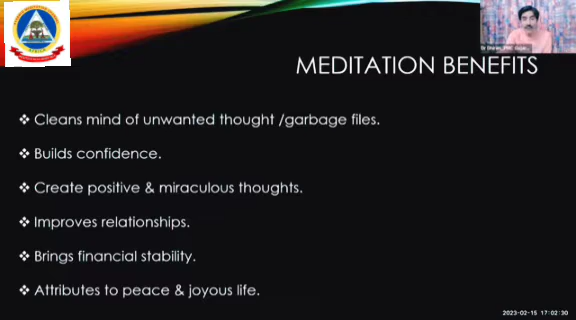 MEDITATION BENEFITS
❖ Cleans mind of unwanted thought /garbage files.
❖ Builds confidence.
❖ Create positive & miraculous thoughts.
❖ Improves relationships.
❖ Brings financial stability.
❖ Attributes to peace & joyous life.
2023-02-15 17:02:30